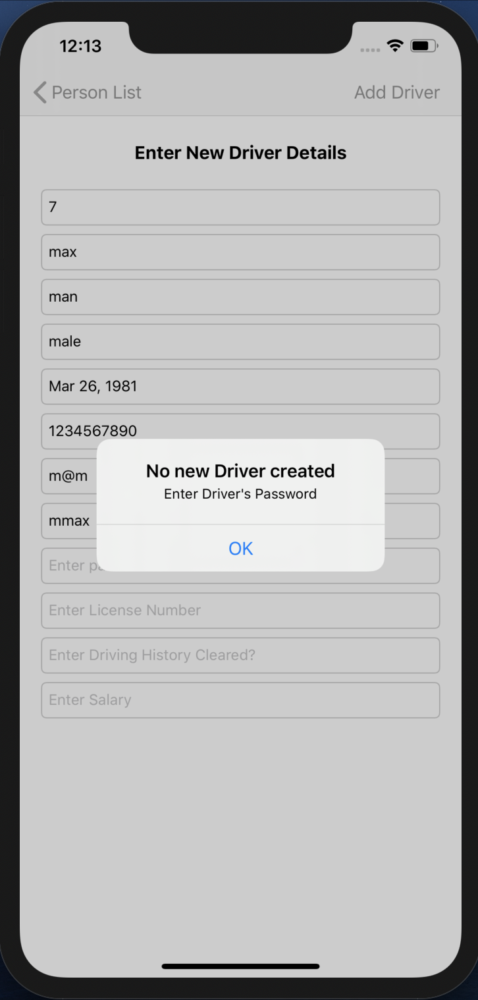 12:13
Person List
Add Driver
Enter New Driver Details
7
max
man
male
Mar 26, 1981
1234567890
m@m
mmax
No new Driver created
Enter Driver's Password
OK
Enter
Enter License Number
Enter Driving History Cleared?
Enter Salary